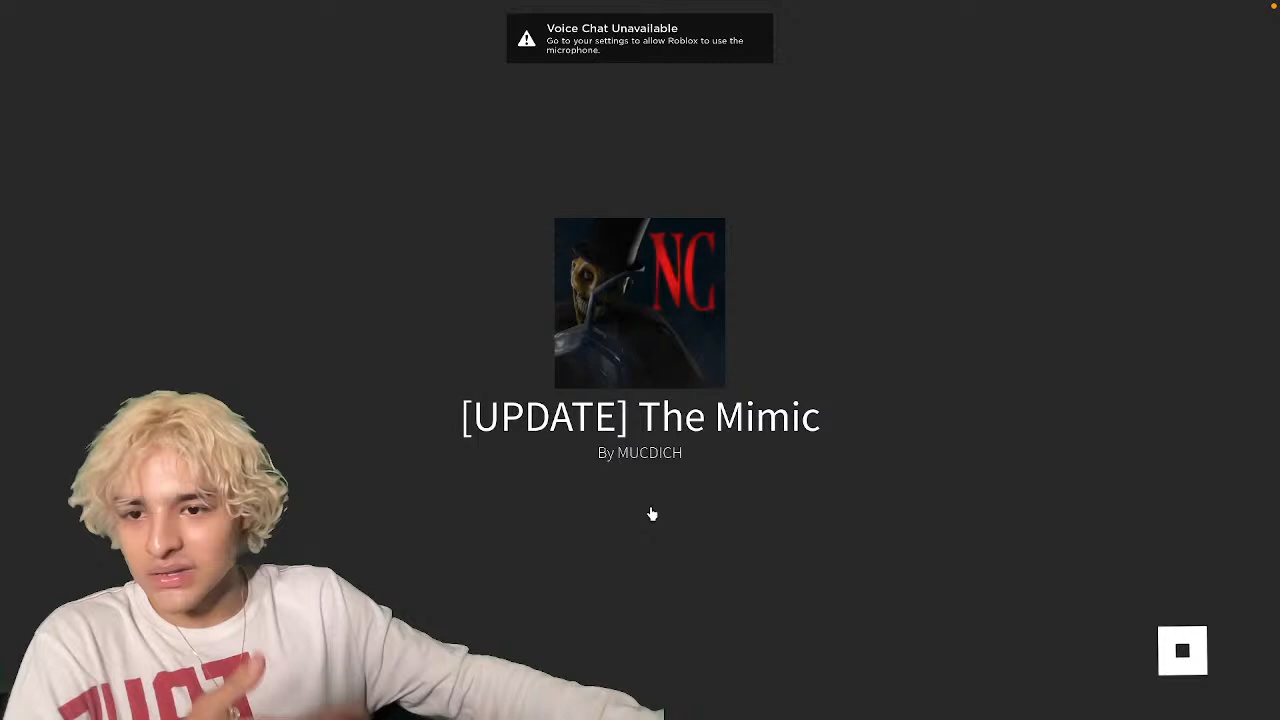 Voice Chat Unavailable
Go to your settings to allow Roblox to use the
microphone.
NC
[UPDATE] The Mimic
By MUCDICH